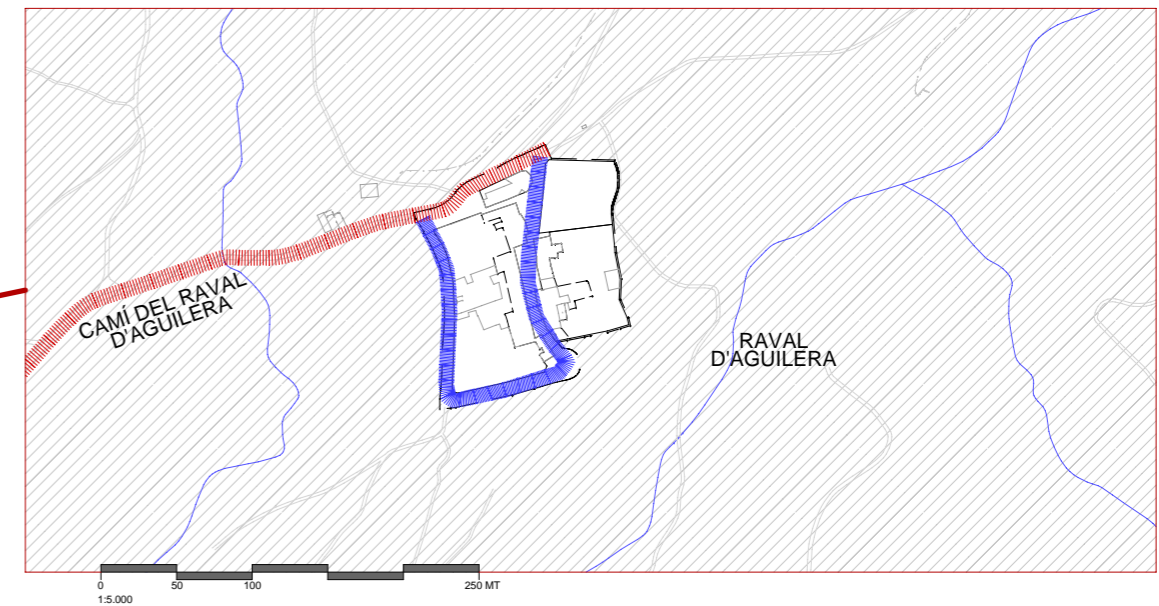 CAMÍ DEL RAVAL
D'AGUILERA
RAVAL
D'AGUILERA
0 50 100 250 MT
1:5.000